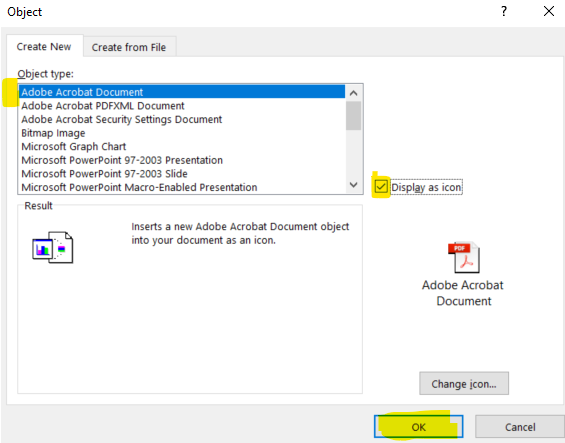 Object
?
Create New
Create from File
Object type:
Adobe Acrobat Document
Adobe Acrobat PDFXML Document
Adobe Acrobat Security Settings Document
Bitmap Image
Microsoft Graph Chart
Microsoft PowerPoint 97-2003 Presentation
Microsoft PowerPoint 97-2003 Slide
Microsoft PowerPoint Macro-Enabled Presentation
Display as icon
Result
Inserts a new Adobe Acrobat Document object
into your document as an icon.
PDF
Adobe Acrobat
Document
Change icon...
OK
Cancel